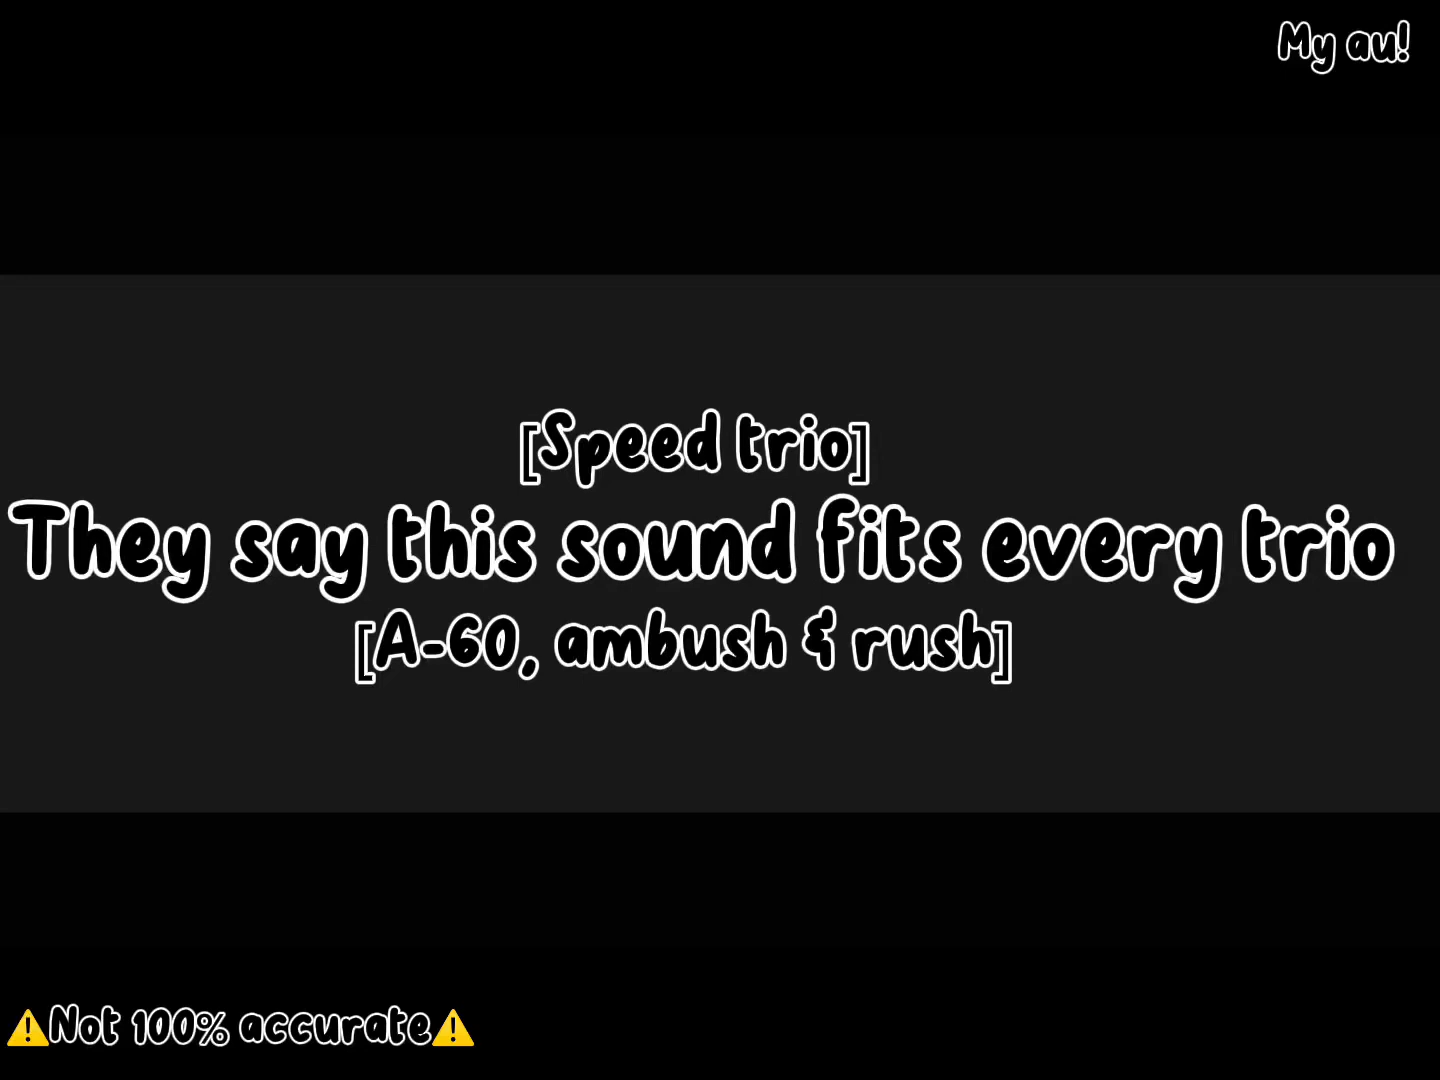 My au!
[Speed trio]
They say this sound fits every trio
[A-60, ambush & rush]
⚠️Not 100% accurate⚠️